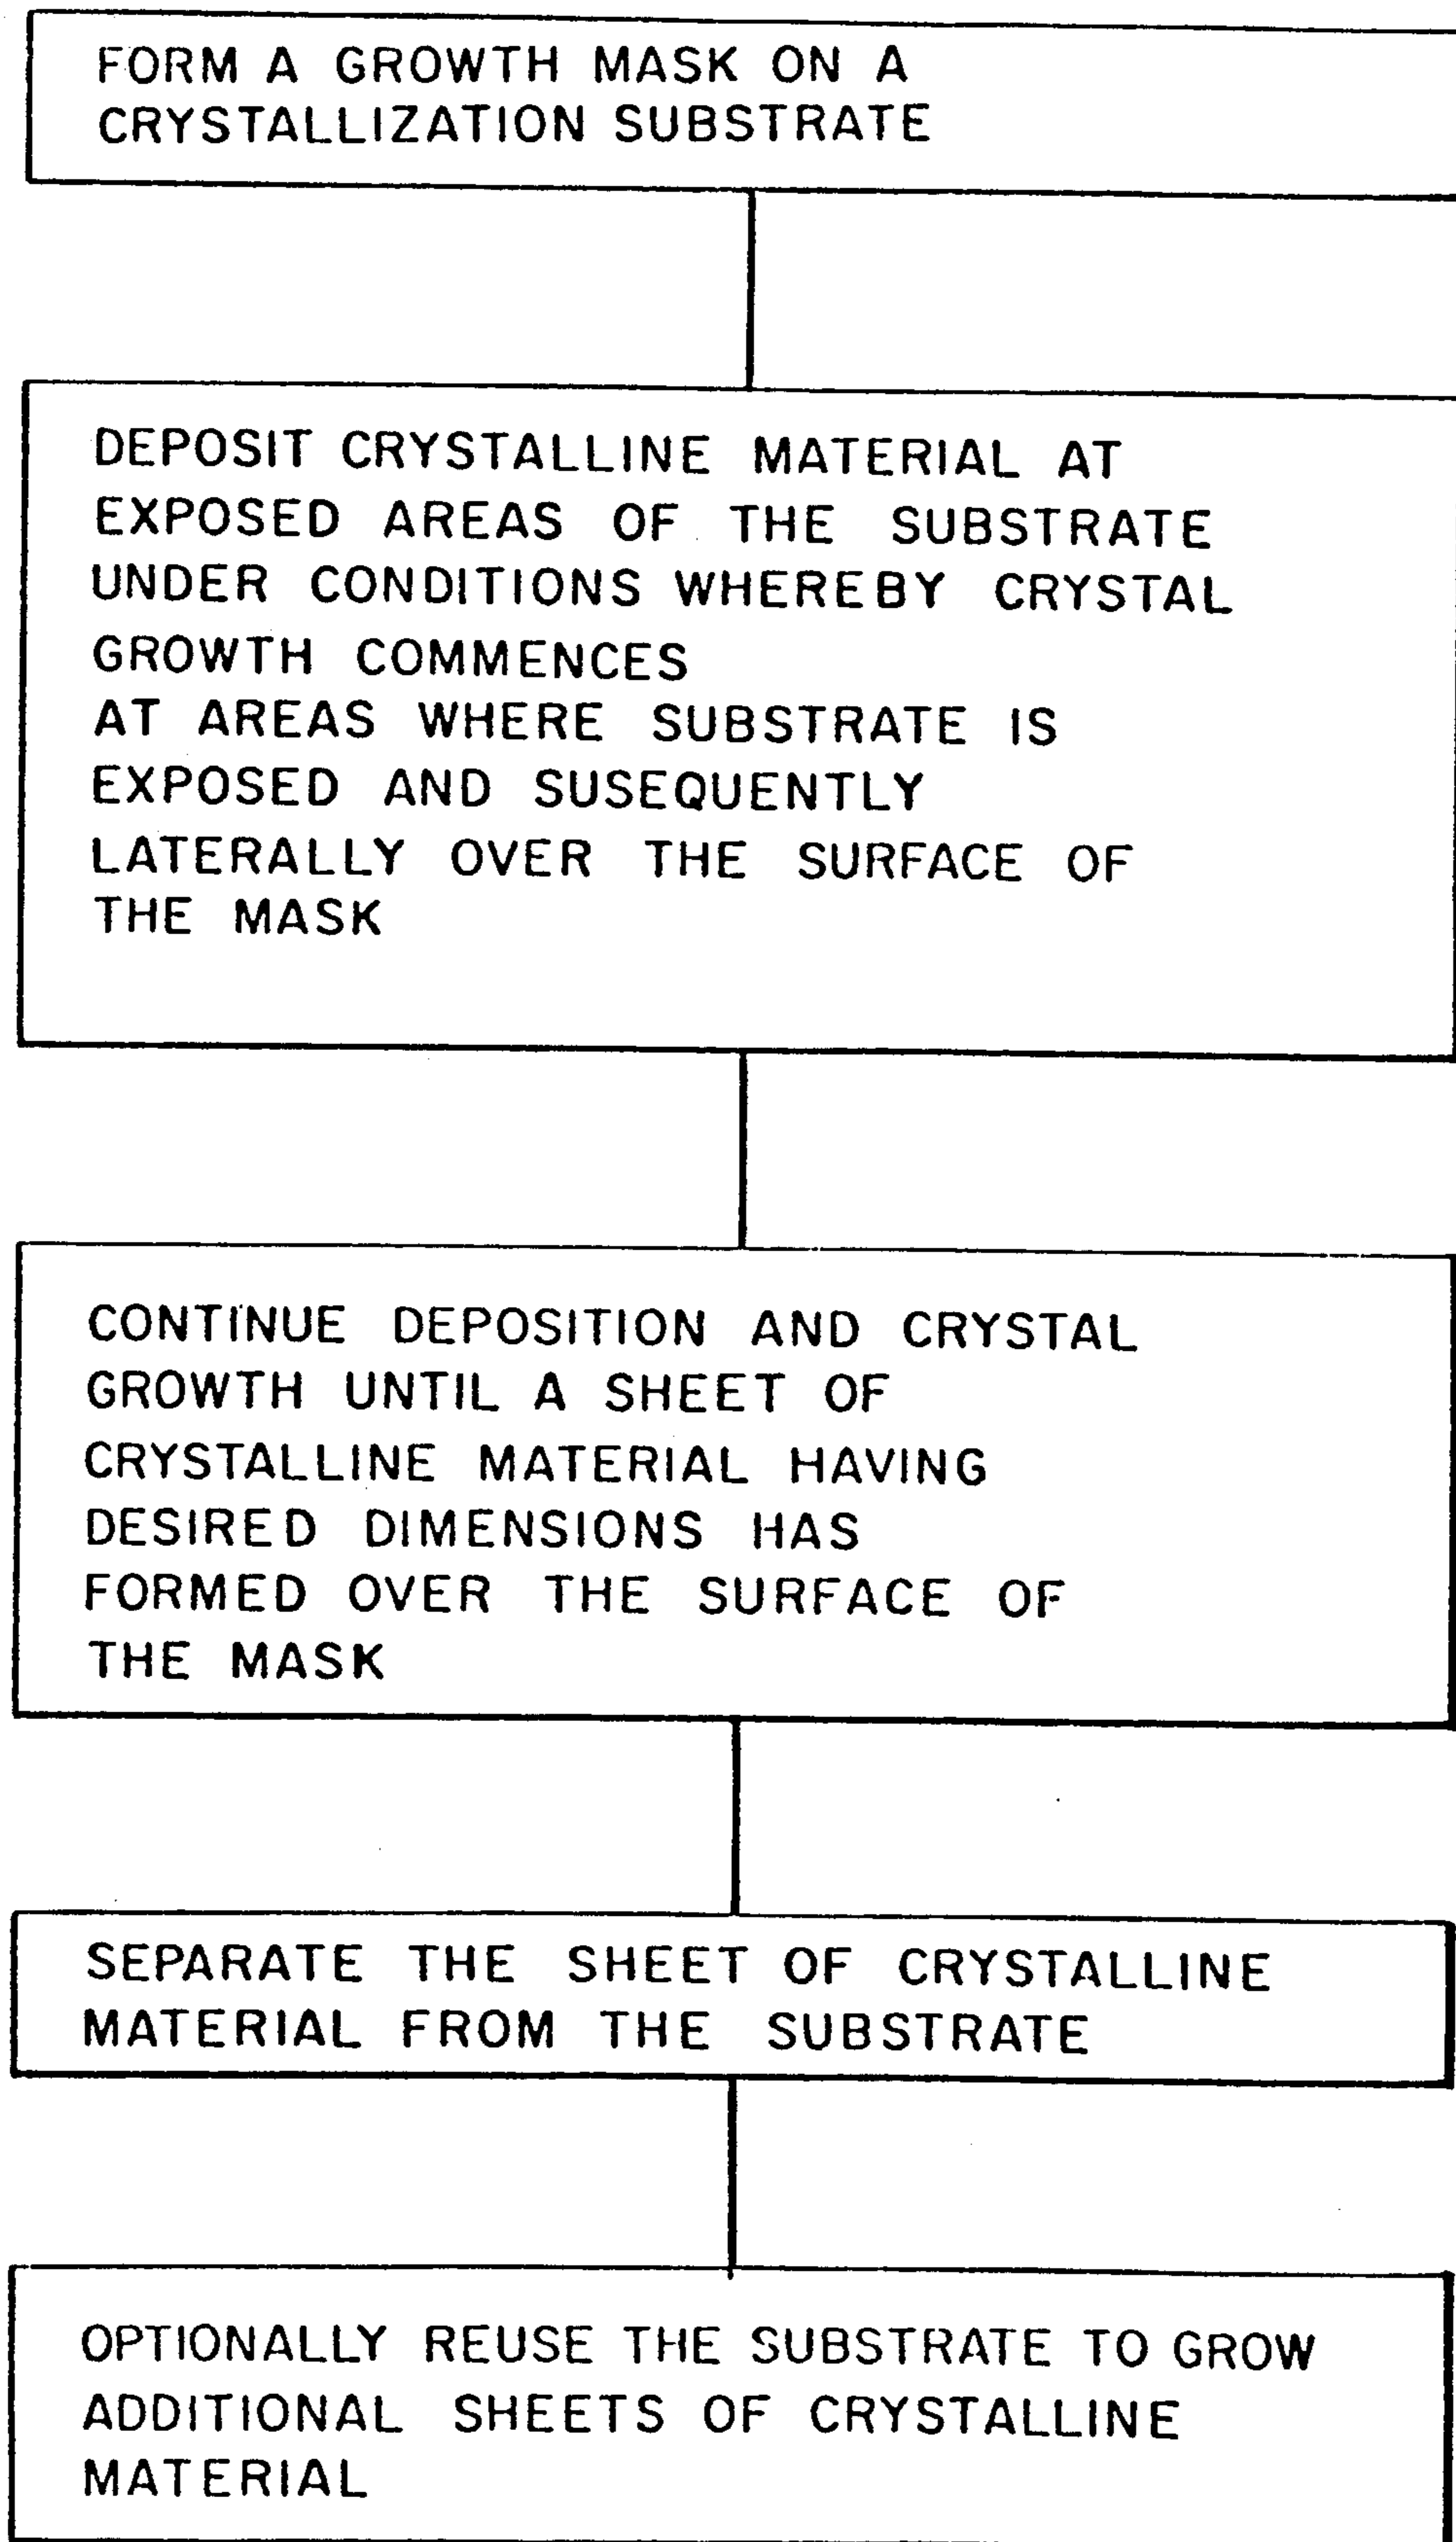 FORM A GROWTH MASK ON A
CRYSTALLIZATION SUBSTRATE
DEPOSIT CRYSTALLINE MATERIAL AT
EXPOSED AREAS OF THE SUBSTRATE
UNDER CONDITIONS WHEREBY CRYSTAL
GROWTH COMMENCES
AT AREAS WHERE SUBSTRATE IS
EXPOSED AND SUSEQUENTLY
LATERALLY OVER THE SURFACE OF
THE MASK
CONTINUE DEPOSITION AND CRYSTAL
GROWTH UNTIL A SHEET OF
CRYSTALLINE MATERIAL HAVING
DESIRED DIMENSIONS HAS
FORMED OVER THE SURFACE OF
THE MASK
SEPARATE THE SHEET OF CRYSTALLINE
MATERIAL FROM THE SUBSTRATE
OPTIONALLY REUSE THE SUBSTRATE TO GROW
ADDITIONAL SHEETS OF CRYSTALLINE
MATERIAL